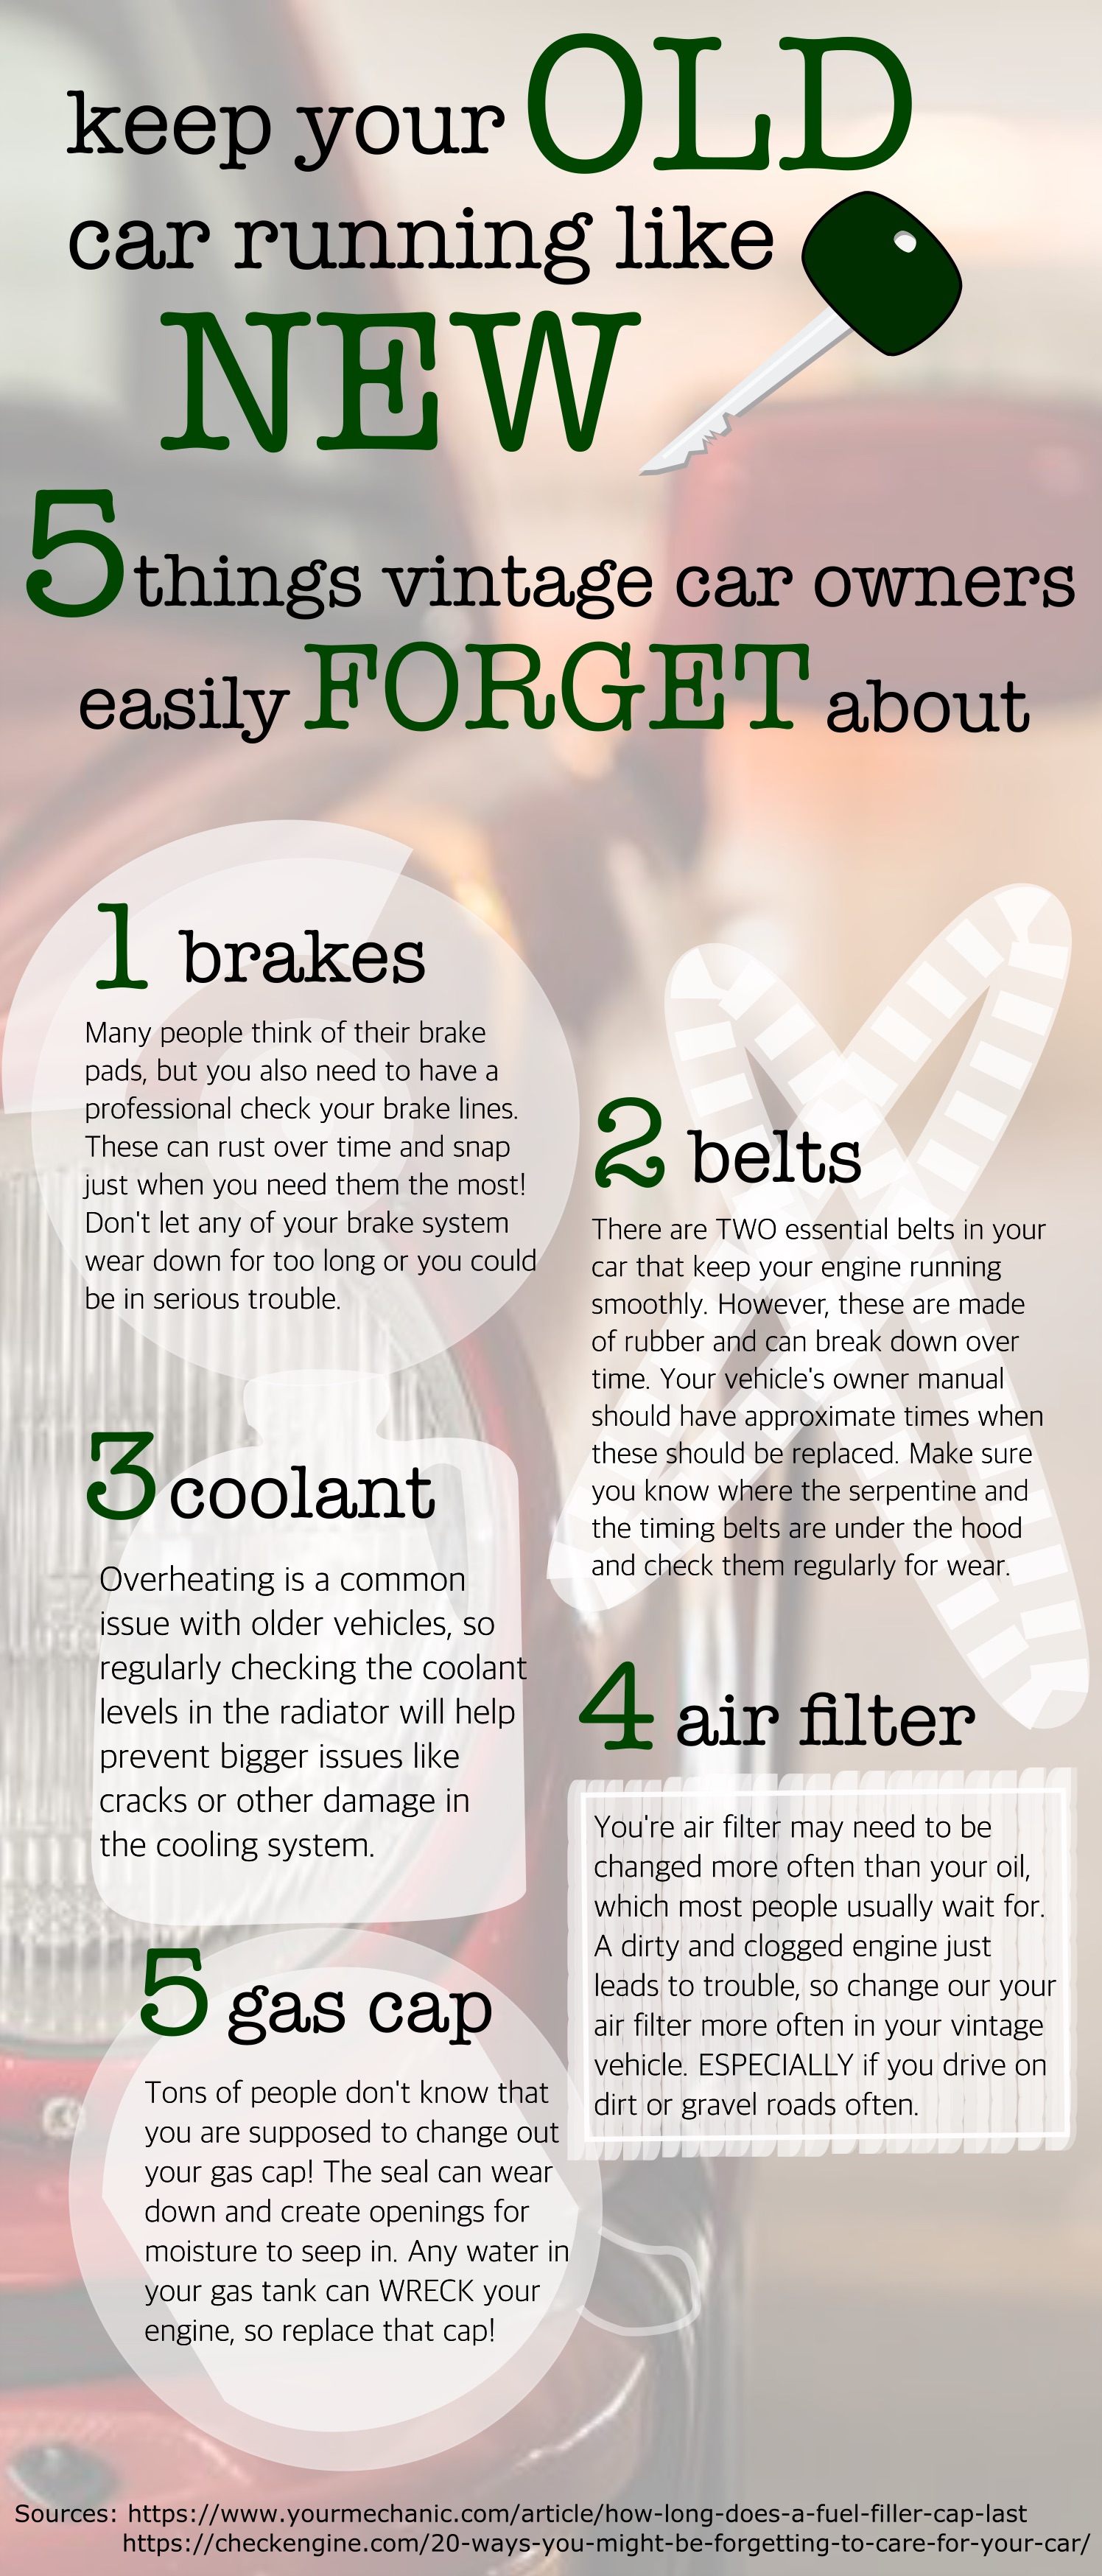 keep your OLD
car running like
NEW
5 things vintage car owners
easily FORGET about
1 brakes
Many people think of their brake
pads, but you also need to have a
professional check your brake lines.
These can rust over time and snap
just when you need them the most!
Don't let any of your brake system
wear down for too long or you could
be in serious trouble.
2 belts
There are TWO essential belts in your
car that keep your engine running
smoothly. However, these are made
of rubber and can break down over
time. Your vehicle's owner manual
should have approximate times when
these should be replaced. Make sure
you know where the serpentine and
the timing belts are under the hood
and check them regularly for wear.
3 coolant
Overheating is a common
issue with older vehicles, so
regularly checking the coolant
levels in the radiator will help
prevent bigger issues like
cracks or other damage in
the cooling system.
4 air filter
You're air filter may need to be
changed more often than your oil,
which most people usually wait for.
A dirty and clogged engine just
leads to trouble, so change our your
air filter more often in your vintage
vehicle. ESPECIALLY if you drive on
dirt or gravel roads often.
5 gas cap
Tons of people don't know that
you are supposed to change out
your gas cap! The seal can wear
down and create openings for
moisture to seep in. Any water in
your gas tank can WRECK your
engine, so replace that cap!
Sources: https://www.yourmechanic.com/article/how-long-does-a-fuel-filler-cap-last
https://checkengine.com/20-ways-you-might-be-forgetting-to-care-for-your-car/